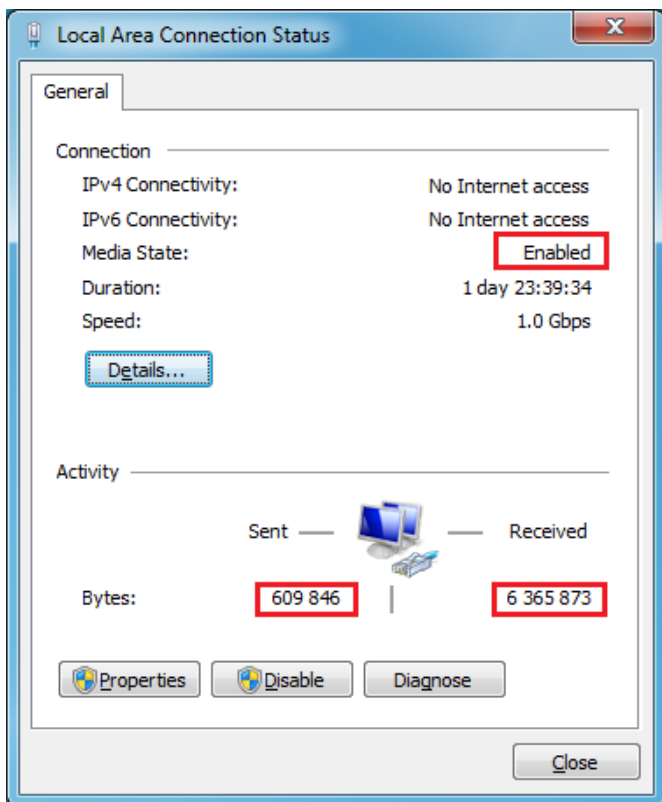 Local Area Connection Status
General
Connection
IPv4 Connectivity: No Internet access
IPv6 Connectivity: No Internet access
Media State: Enabled
Duration: 1 day 23:39:34
Speed: 1.0 Gbps
Details...
Activity
Sent Received
Bytes: 609 846 6 365 873
Properties Disable Diagnose
Close